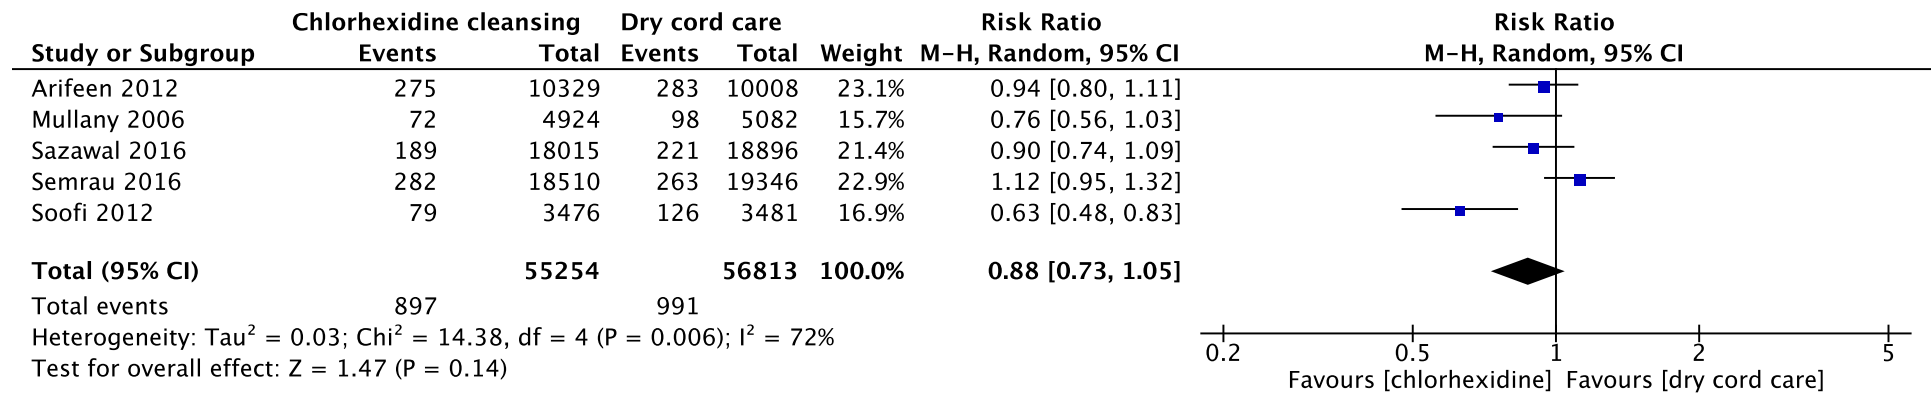 Chlorhexidine cleansing Dry cord care Risk Ratio Risk Ratio
Study or Subgroup Events Total Events Total Weight M-H, Random, 95% CI M-H, Random, 95% CI
Arifeen 2012 275 10329 283 10008 23.1% 0.94 [0.80, 1.11]
Mullany 2006 72 4924 98 5082 15.7% 0.76 [0.56, 1.03]
Sazawal 2016 189 18015 221 18896 21.4% 0.90 [0.74, 1.09]
Semrau 2016 282 18510 263 19346 22.9% 1.12 [0.95, 1.32]
Soofi 2012 79 3476 126 3481 16.9% 0.63 [0.48, 0.83]
Total (95% CI) 55254 56813 100.0% 0.88 [0.73, 1.05]
Total events 897 991
Heterogeneity: Tau² = 0.03; Chi² = 14.38, df = 4 (P = 0.006); I² = 72%
Test for overall effect: Z = 1.47 (P = 0.14)
0.2 0.5 1 2 5
Favours [chlorhexidine] Favours [dry cord care]